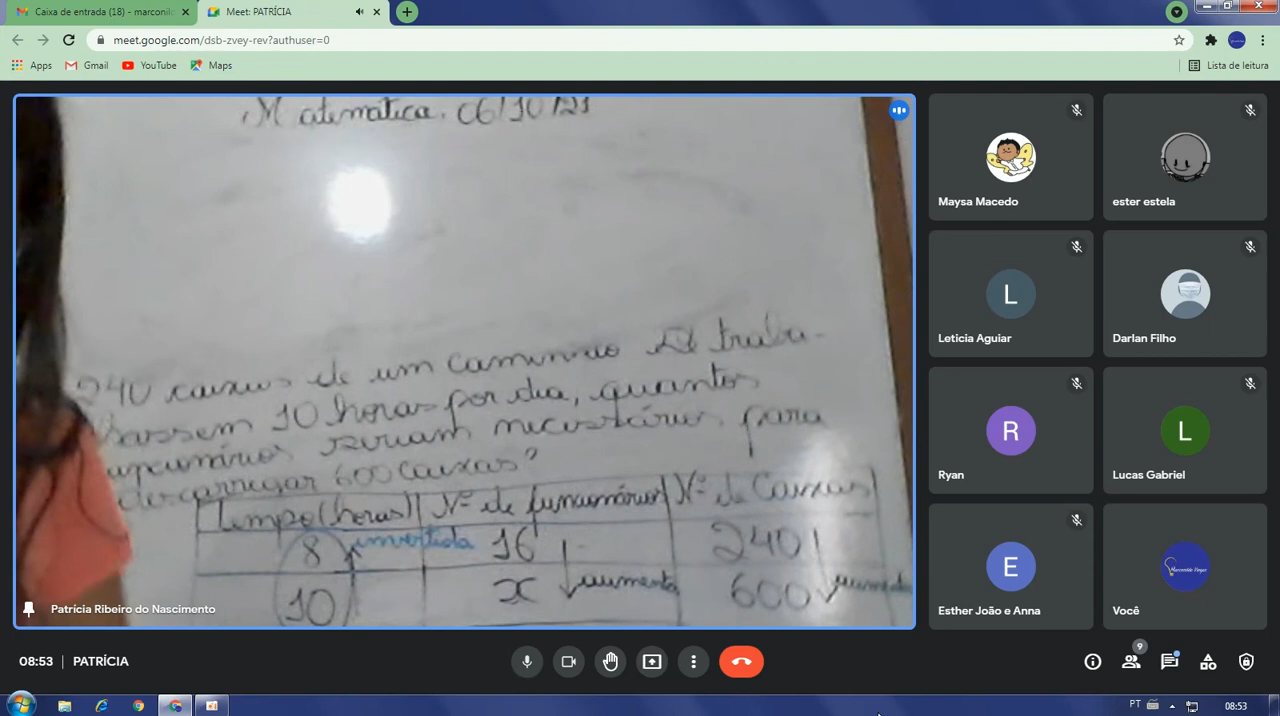 Caixa de entrada (18) - marconil
Meet: PATRÍCIA
meet.google.com/dsb-zvey-rev?authuser=0
Apps Gmail YouTube Maps
Lista de leitura
Matemática. 06/10/21
240 caixas de um caminhão. Se traba-
lhassem 10 horas por dia, quantos
funcionários seriam necessários para
descarregar 600 caixas?
Tempo (horas) Nº de funcionários Nº de Caixas
8 invertida 16 240
10 x aumenta 600 aumenta
Patrícia Ribeiro do Nascimento
Maysa Macedo
ester estela
L
Leticia Aguiar
Darlan Filho
R
Ryan
L
Lucas Gabriel
E
Esther João e Anna
Você
08:53 | PATRÍCIA
9
PT
08:53